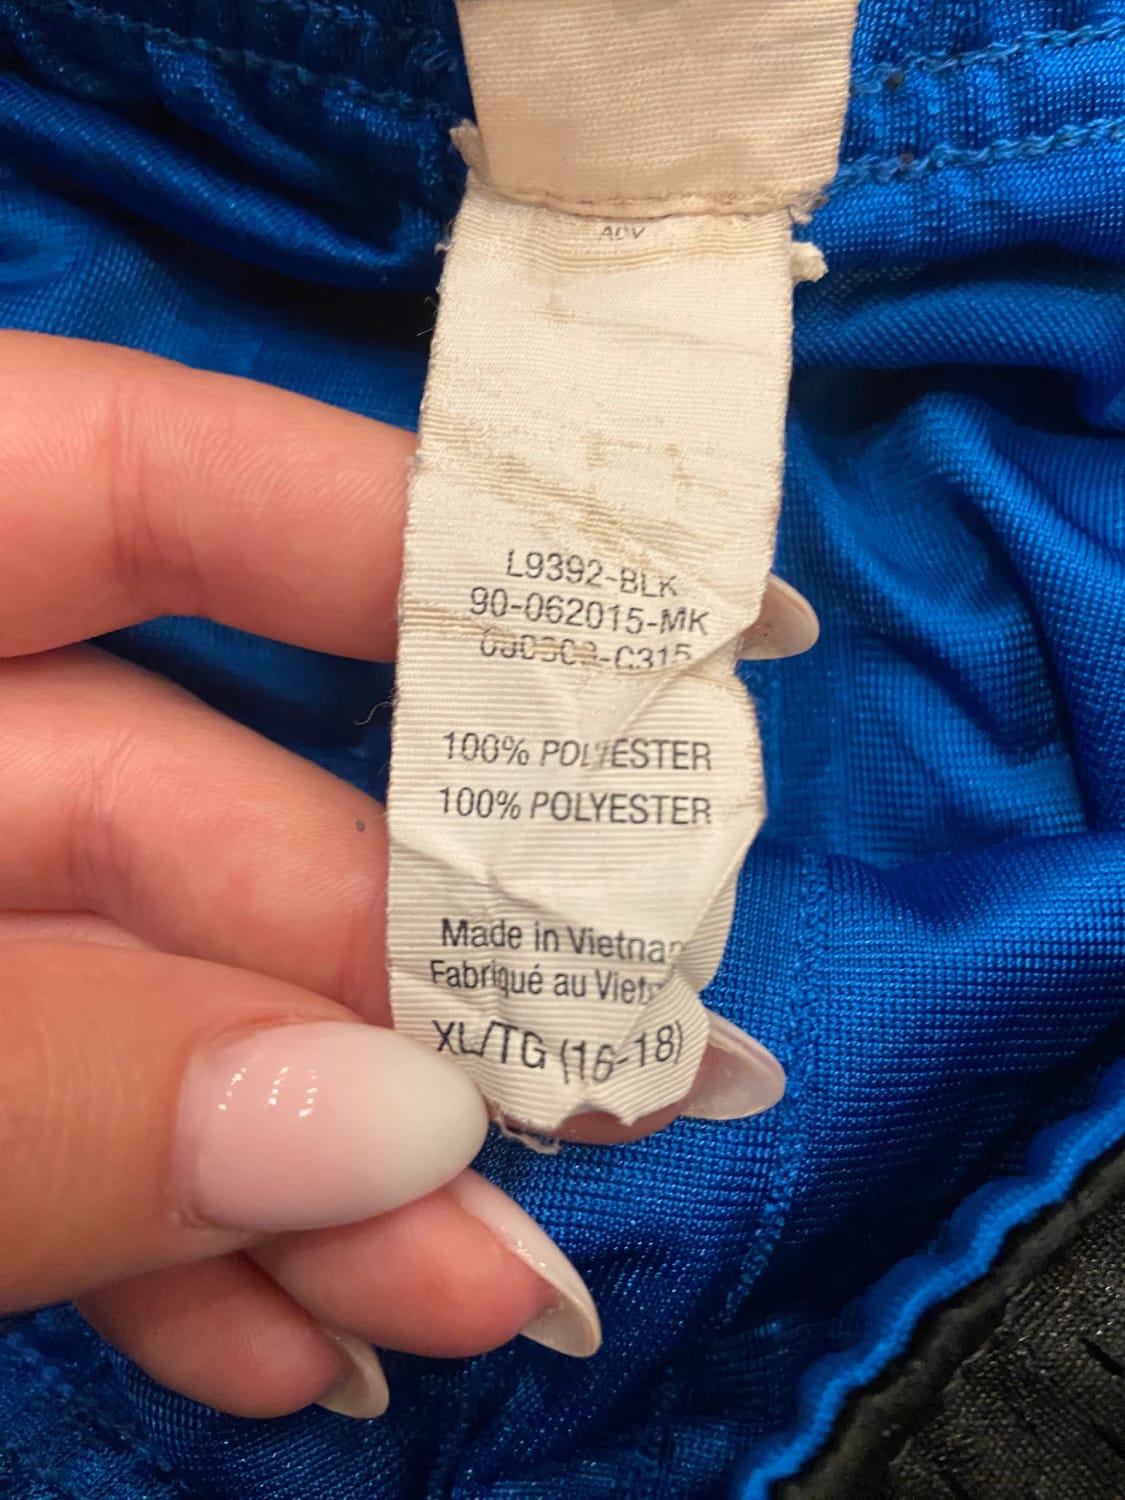 ADV
L9392-BLK
90-062015-MK
100% POLYESTER
100% POLYESTER
Made in Vietna
Fabriqué au Viet
XL/TG (16-18)